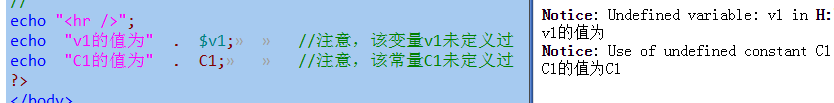 //
echo "<hr />";
echo "v1的值为" . $v1;» » //注意，该变量v1未定义过
echo "C1的值为" . C1;» » //注意，该常量C1未定义过
?>
</body>
Notice: Undefined variable: v1 in H:
v1的值为
Notice: Use of undefined constant C1
C1的值为C1